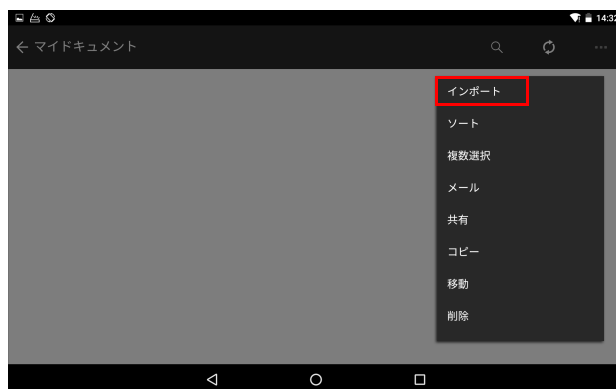 14:32
マイドキュメント
インポート
ソート
複数選択
メール
共有
コピー
移動
削除